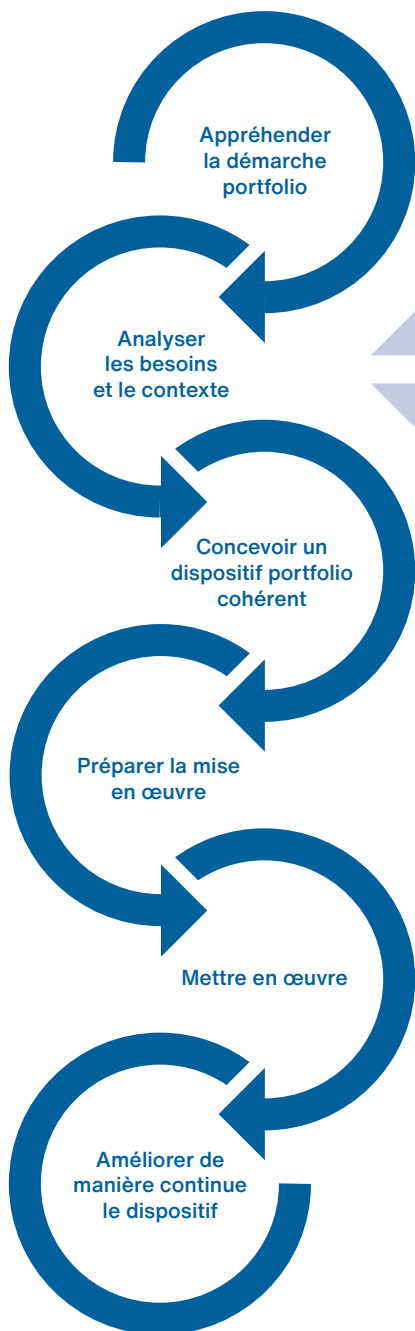 Appréhender
la démarche
portfolio
Analyser
les besoins
et le contexte
Concevoir un
dispositif portfolio
cohérent
Préparer la mise
en œuvre
Mettre en œuvre
Améliorer de
manière continue
le dispositif